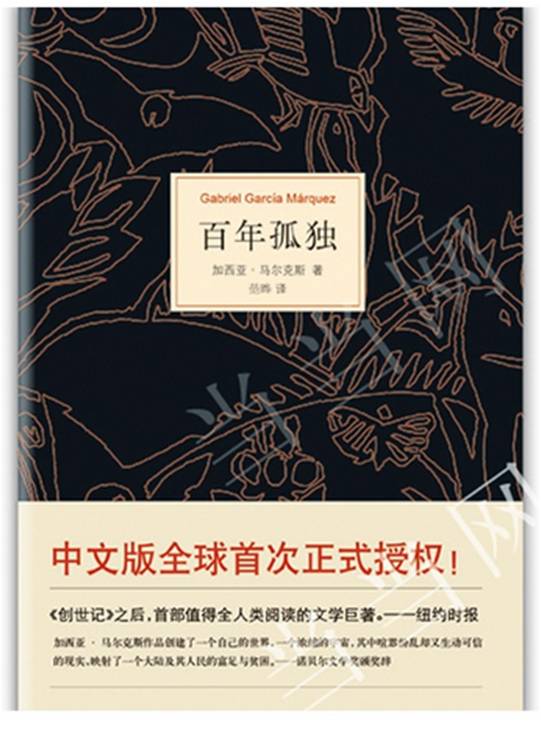 Gabriel García Márquez
百年孤独
加西亚·马尔克斯 著
范晔 译
当当网
中文版全球首次正式授权！
《创世记》之后，首部值得全人类阅读的文学巨著。——纽约时报
加西亚·马尔克斯作品创建了一个自己的世界，一个浓缩的宇宙，其中喧嚣纷乱却又生动可信
的现实，映射了一个大陆及其人民的富足与贫困。——诺贝尔文学奖颁奖辞
当当网